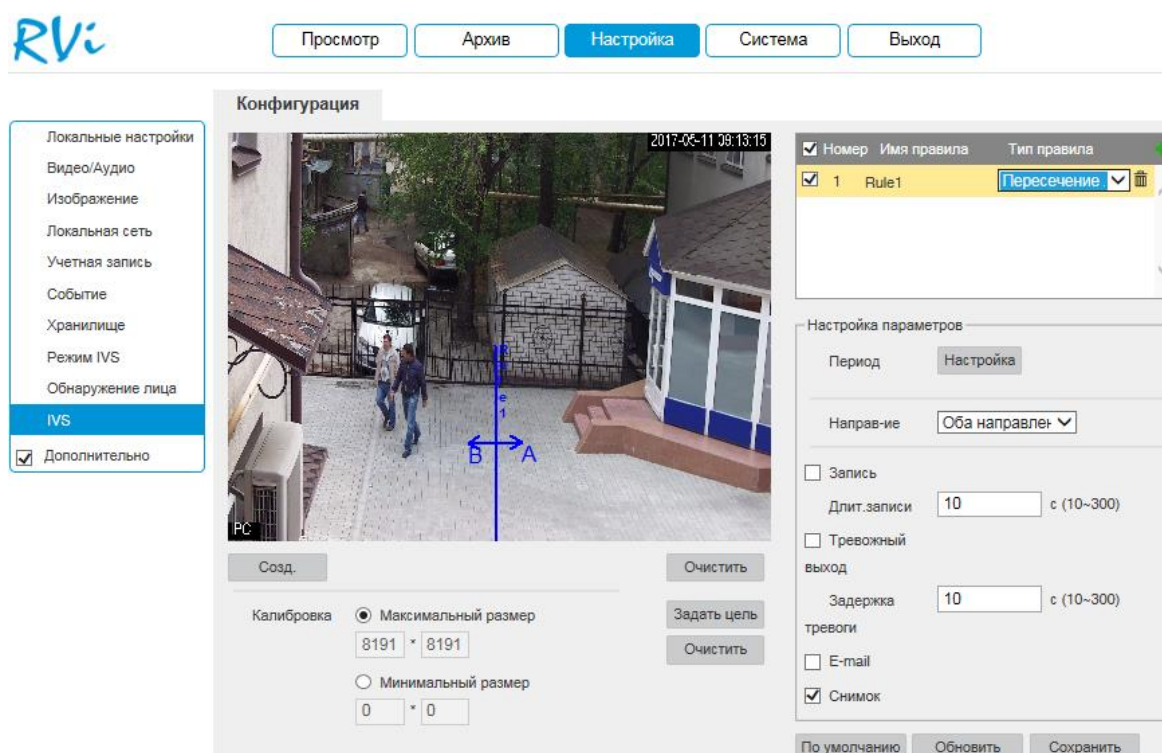 RVi
Просмотр
Архив
Настройка
Система
Выход
Конфигурация
Локальные настройки
Видео/Аудио
Изображение
Локальная сеть
Учетная запись
Событие
Хранилище
Режим IVS
Обнаружение лица
IVS
Дополнительно
2017-05-11 09:13:15
Rule1
B
A
IPC
Созд.
Очистить
Калибровка
Максимальный размер
8191 * 8191
Минимальный размер
0 * 0
Задать цель
Очистить
Номер Имя правила Тип правила
1 Rule1 Пересечение
Настройка параметров
Период Настройка
Направ-ие Оба направлен
Запись
Длит.записи 10 с (10~300)
Тревожный
выход
Задержка 10 с (10~300)
тревоги
E-mail
Снимок
По умолчанию
Обновить
Сохранить